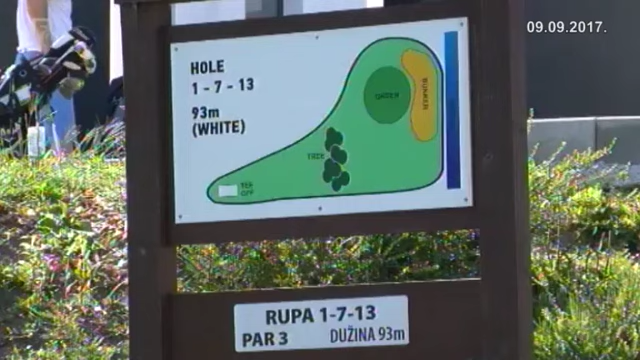 09.09.2017.
HOLE
1 - 7 - 13
93m
(WHITE)
GREEN
BUNKER
TREE
TEE
OFF
RUPA 1-7-13
PAR 3 DUŽINA 93m